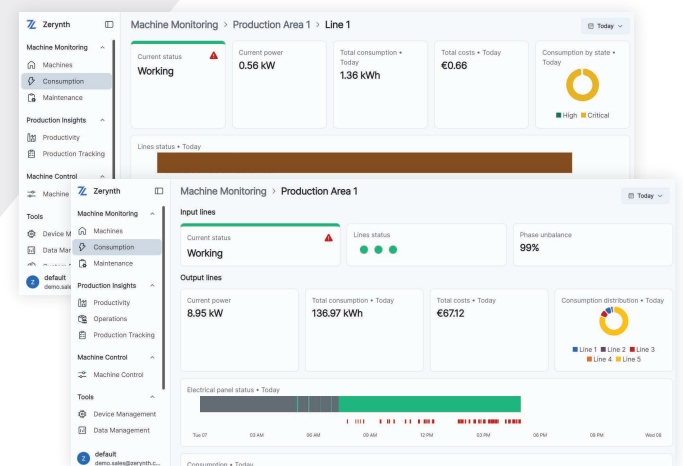 Zerynth
Machine Monitoring
Machines
Consumption
Maintenance
Production Insights
Productivity
Production Tracking
Machine Control
Machine
Tools
Device M
Data Mar
default
demo.sale
Machine Monitoring > Production Area 1 > Line 1
Today
Current status
Working
Current power
0.56 kW
Total consumption •
Today
1.36 kWh
Total costs • Today
€0.66
Consumption by state •
Today
High Critical
Lines status • Today
Zerynth
Machine Monitoring
Machines
Consumption
Maintenance
Production Insights
Productivity
Operations
Production Tracking
Machine Control
Machine Control
Tools
Device Management
Data Management
default
demo.sales@zerynth.c...
Machine Monitoring > Production Area 1
Today
Input lines
Current status
Working
Lines status
Phase unbalance
99%
Output lines
Current power
8.95 kW
Total consumption • Today
136.97 kWh
Total costs • Today
€67.12
Consumption distribution • Today
Line 1 Line 2 Line 3
Line 4 Line 5
Electrical panel status • Today
Tue 07 03 AM 06 AM 09 AM 12 PM 03 PM 06 PM 09 PM Wed 08
Consumption • Today